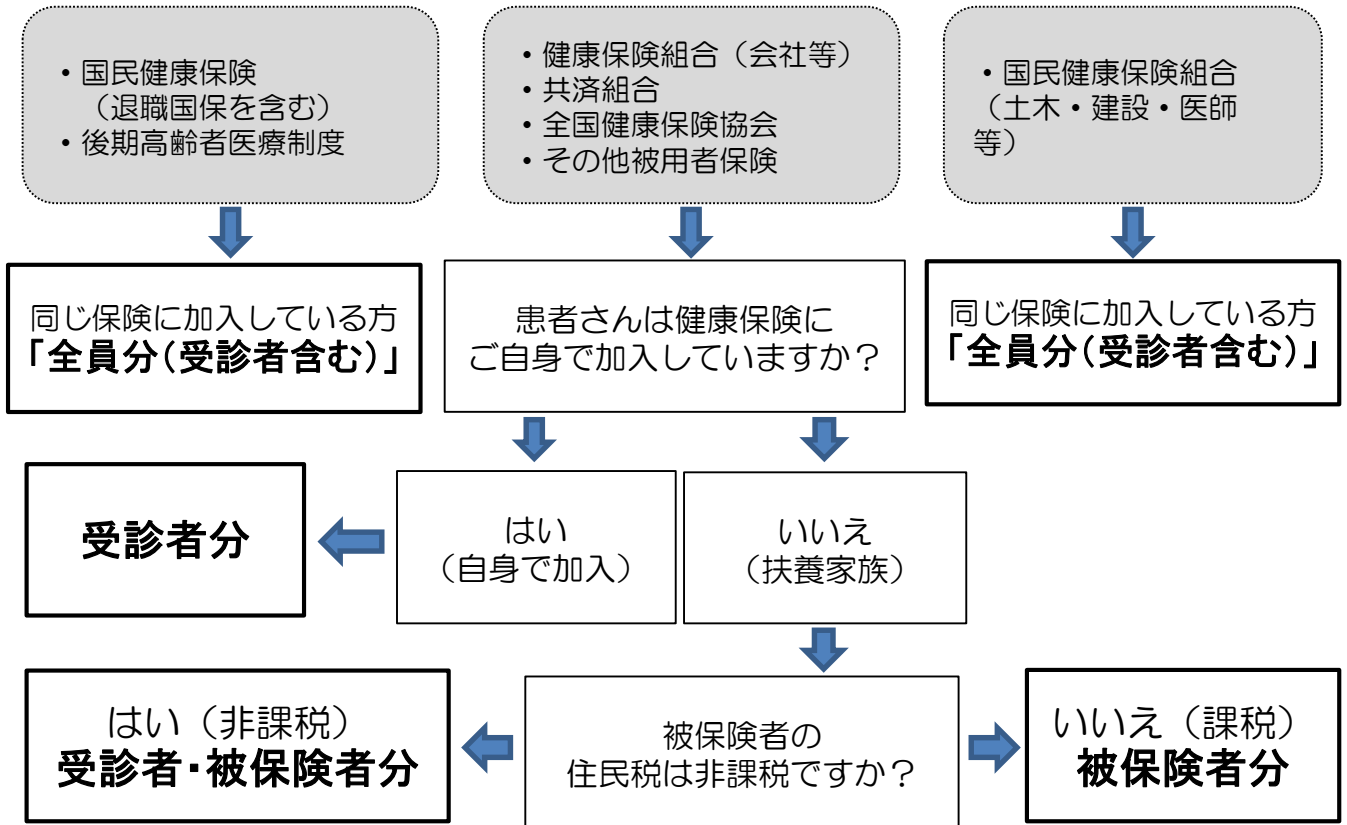 ・国民健康保険
（退職国保を含む）
・後期高齢者医療制度
・健康保険組合（会社等）
・共済組合
・全国健康保険協会
・その他被用者保険
・国民健康保険組合
（土木・建設・医師
等）
同じ保険に加入している方
「全員分（受診者含む）」
患者さんは健康保険に
ご自身で加入していますか？
同じ保険に加入している方
「全員分（受診者含む）」
受診者分
はい
（自身で加入）
いいえ
（扶養家族）
はい（非課税）
受診者・被保険者分
被保険者の
住民税は非課税ですか？
いいえ（課税）
被保険者分